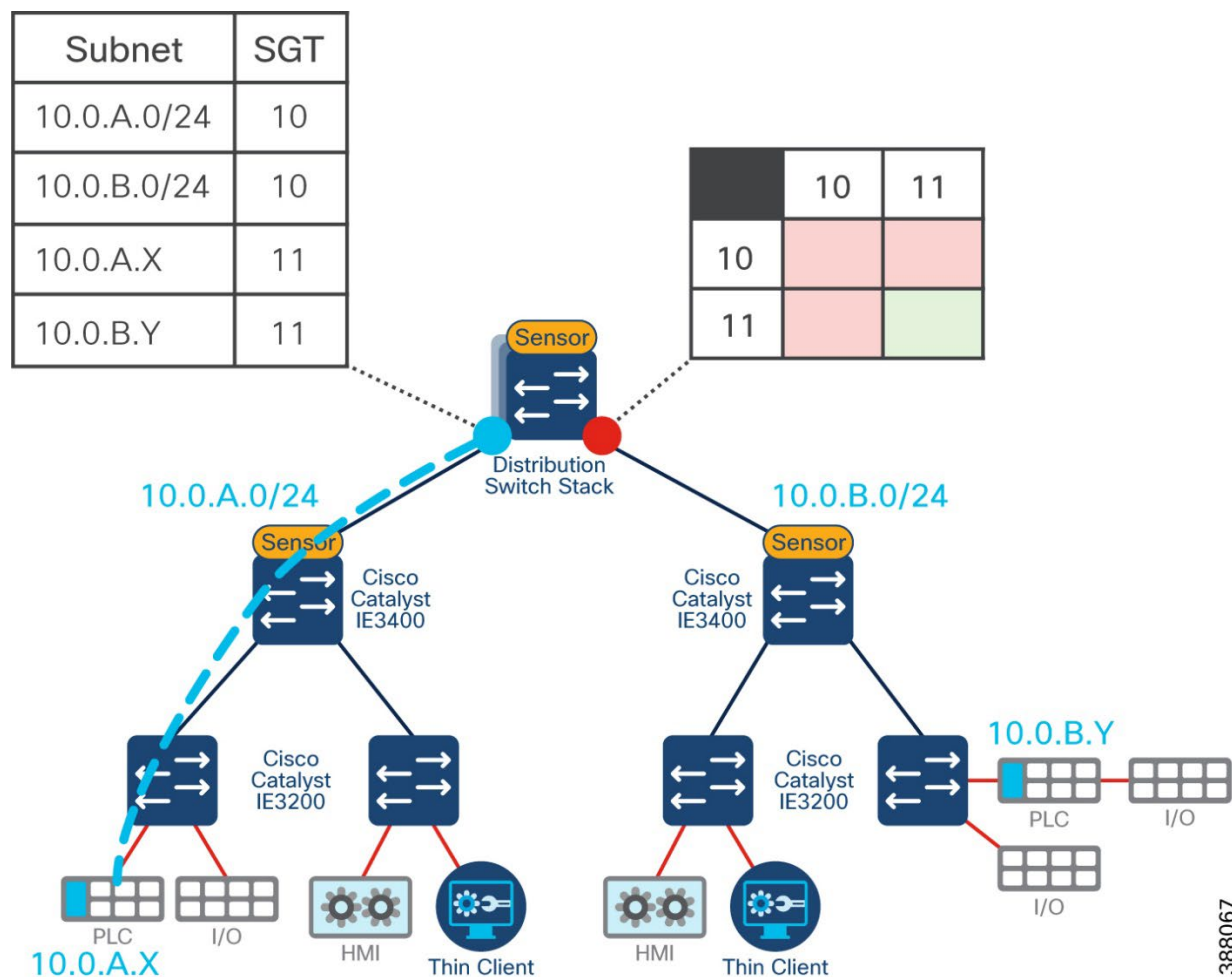 Subnet SGT
10.0.A.0/24 10
10.0.B.0/24 10
10.0.A.X 11
10.0.B.Y 11
10 11
10
11
Sensor
Distribution
Switch Stack
10.0.A.0/24
10.0.B.0/24
Sensor
Cisco
Catalyst
IE3400
Sensor
Cisco
Catalyst
IE3400
Cisco
Catalyst
IE3200
Cisco
Catalyst
IE3200
10.0.B.Y
PLC
I/O
I/O
PLC
10.0.A.X
I/O
HMI
Thin Client
HMI
Thin Client
388067